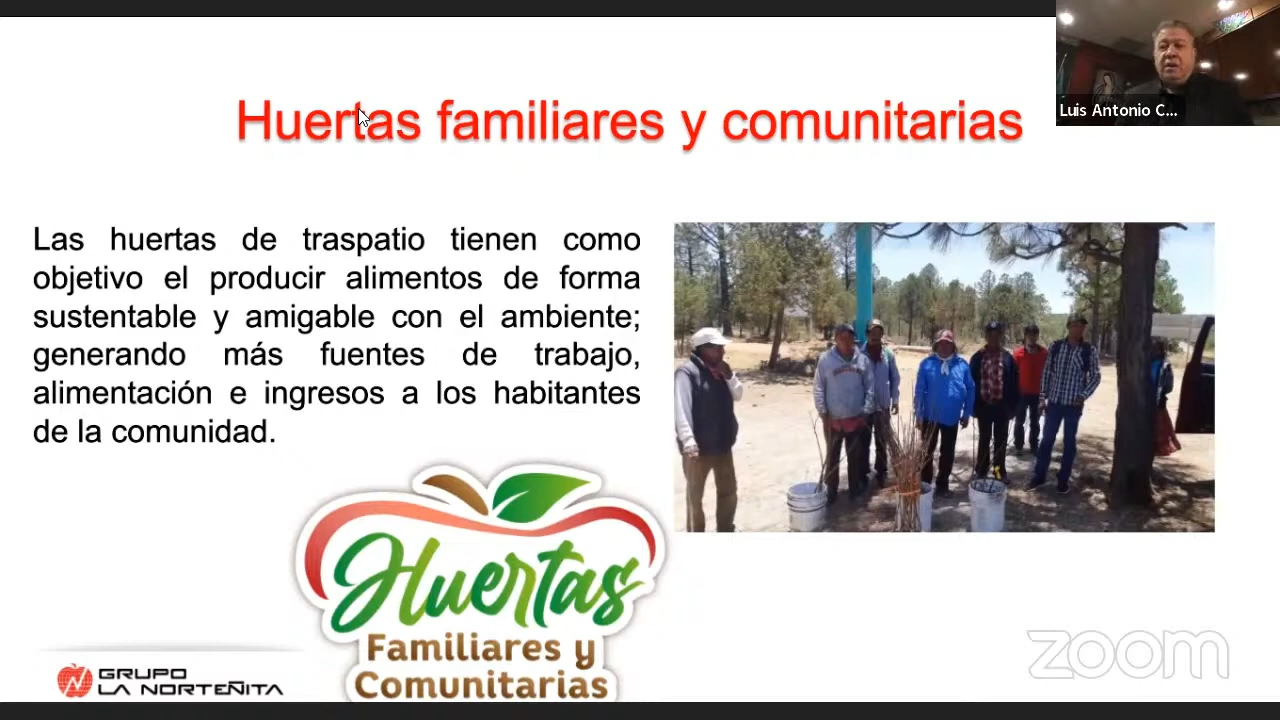 Huertas familiares y comunitarias
Luis Antonio C...
Las huertas de traspatio tienen como
objetivo el producir alimentos de forma
sustentable y amigable con el ambiente;
generando más fuentes de trabajo,
alimentación e ingresos a los habitantes
de la comunidad.
Huertas
Familiares y
Comunitarias
GRUPO
LA NORTEÑITA
zoom